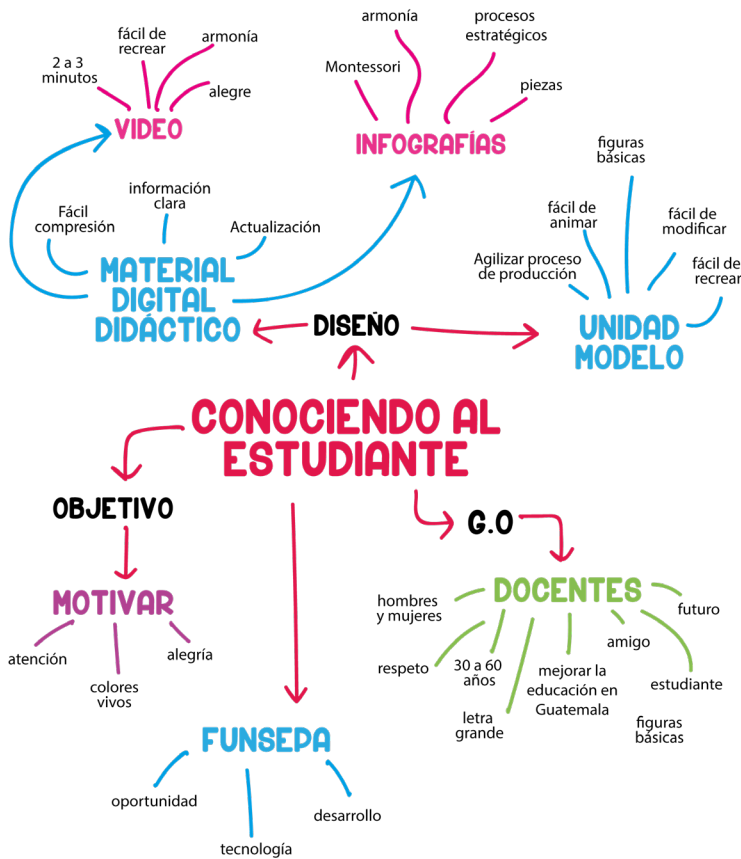 2 a 3
minutos
fácil de
recrear
armonía
alegre
VIDEO
Montessori
armonía
procesos
estratégicos
piezas
INFOGRAFÍAS
Fácil
compresión
información
clara
Actualización
MATERIAL
DIGITAL
DIDÁCTICO
DISEÑO
Agilizar proceso
de producción
fácil de
animar
figuras
básicas
fácil de
modificar
fácil de
recrear
UNIDAD
MODELO
CONOCIENDO AL
ESTUDIANTE
OBJETIVO
MOTIVAR
atención
colores
vivos
alegría
G.O
DOCENTES
hombres
y mujeres
respeto
30 a 60
años
letra
grande
mejorar la
educación en
Guatemala
amigo
futuro
estudiante
figuras
básicas
FUNSEPA
oportunidad
tecnología
desarrollo